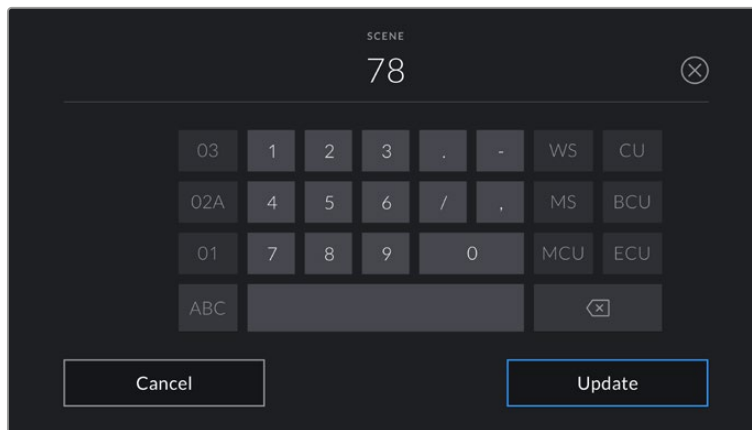 SCENE
78
03 1 2 3 . - WS CU
02A 4 5 6 / , MS BCU
01 7 8 9 0 MCU ECU
ABC
Cancel Update